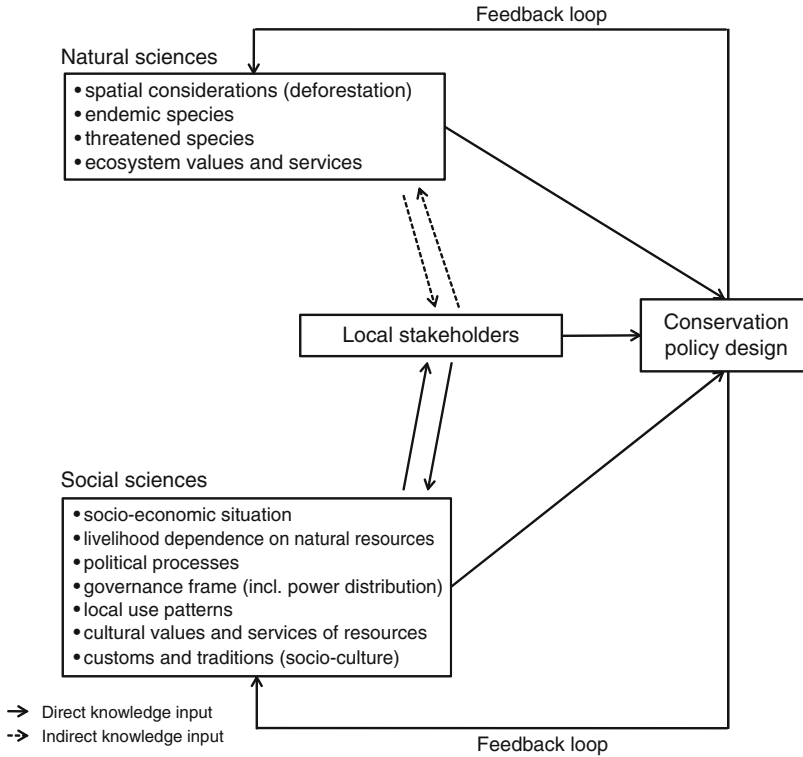 Feedback loop
Natural sciences
• spatial considerations (deforestation)
• endemic species
• threatened species
• ecosystem values and services
Local stakeholders
Conservation
policy design
Social sciences
• socio-economic situation
• livelihood dependence on natural resources
• political processes
• governance frame (incl. power distribution)
• local use patterns
• cultural values and services of resources
• customs and traditions (socio-culture)
Direct knowledge input
Indirect knowledge input
Feedback loop